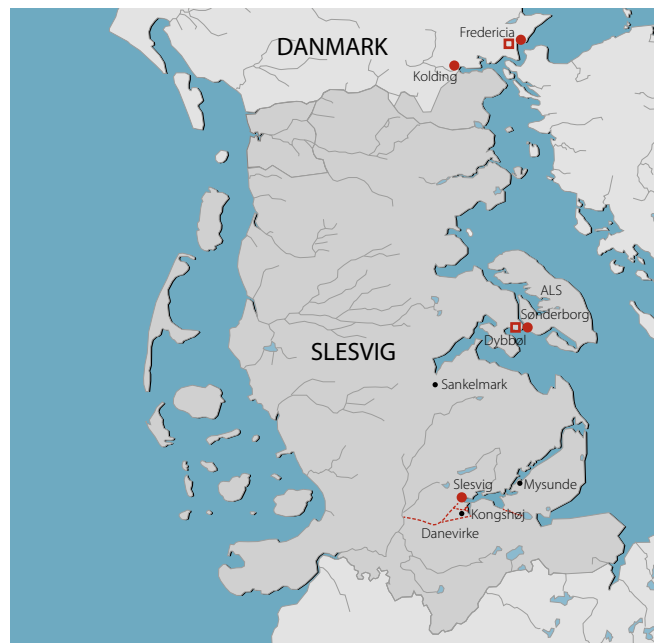 Fredericia
DANMARK
Kolding
ALS
Sønderborg
Dybbøl
SLESVIG
Sankelmark
Slesvig
Mysunde
Kongshøj
Danevirke